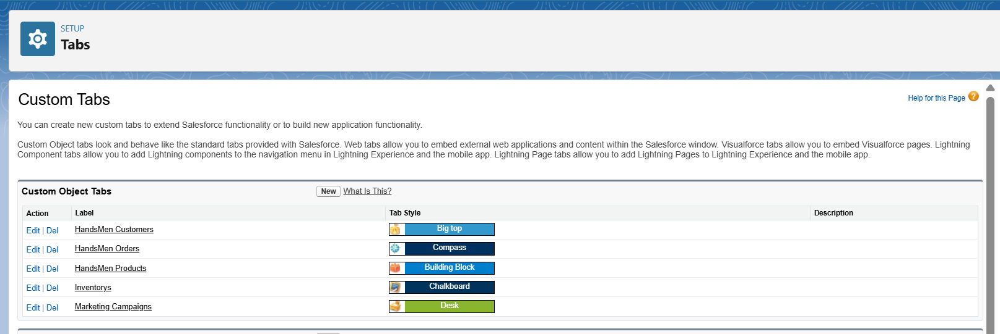 SETUP
Tabs
Custom Tabs
Help for this Page ?
You can create new custom tabs to extend Salesforce functionality or to build new application functionality.
Custom Object tabs look and behave like the standard tabs provided with Salesforce. Web tabs allow you to embed external web applications and content within the Salesforce window. Visualforce tabs allow you to embed Visualforce pages. Lightning
Component tabs allow you to add Lightning components to the navigation menu in Lightning Experience and the mobile app. Lightning Page tabs allow you to add Lightning Pages to Lightning Experience and the mobile app.
Custom Object Tabs New What Is This?
Action Label Tab Style Description
Edit | Del HandsMen Customers Big top
Edit | Del HandsMen Orders Compass
Edit | Del HandsMen Products Building Block
Edit | Del Inventorys Chalkboard
Edit | Del Marketing Campaigns Desk